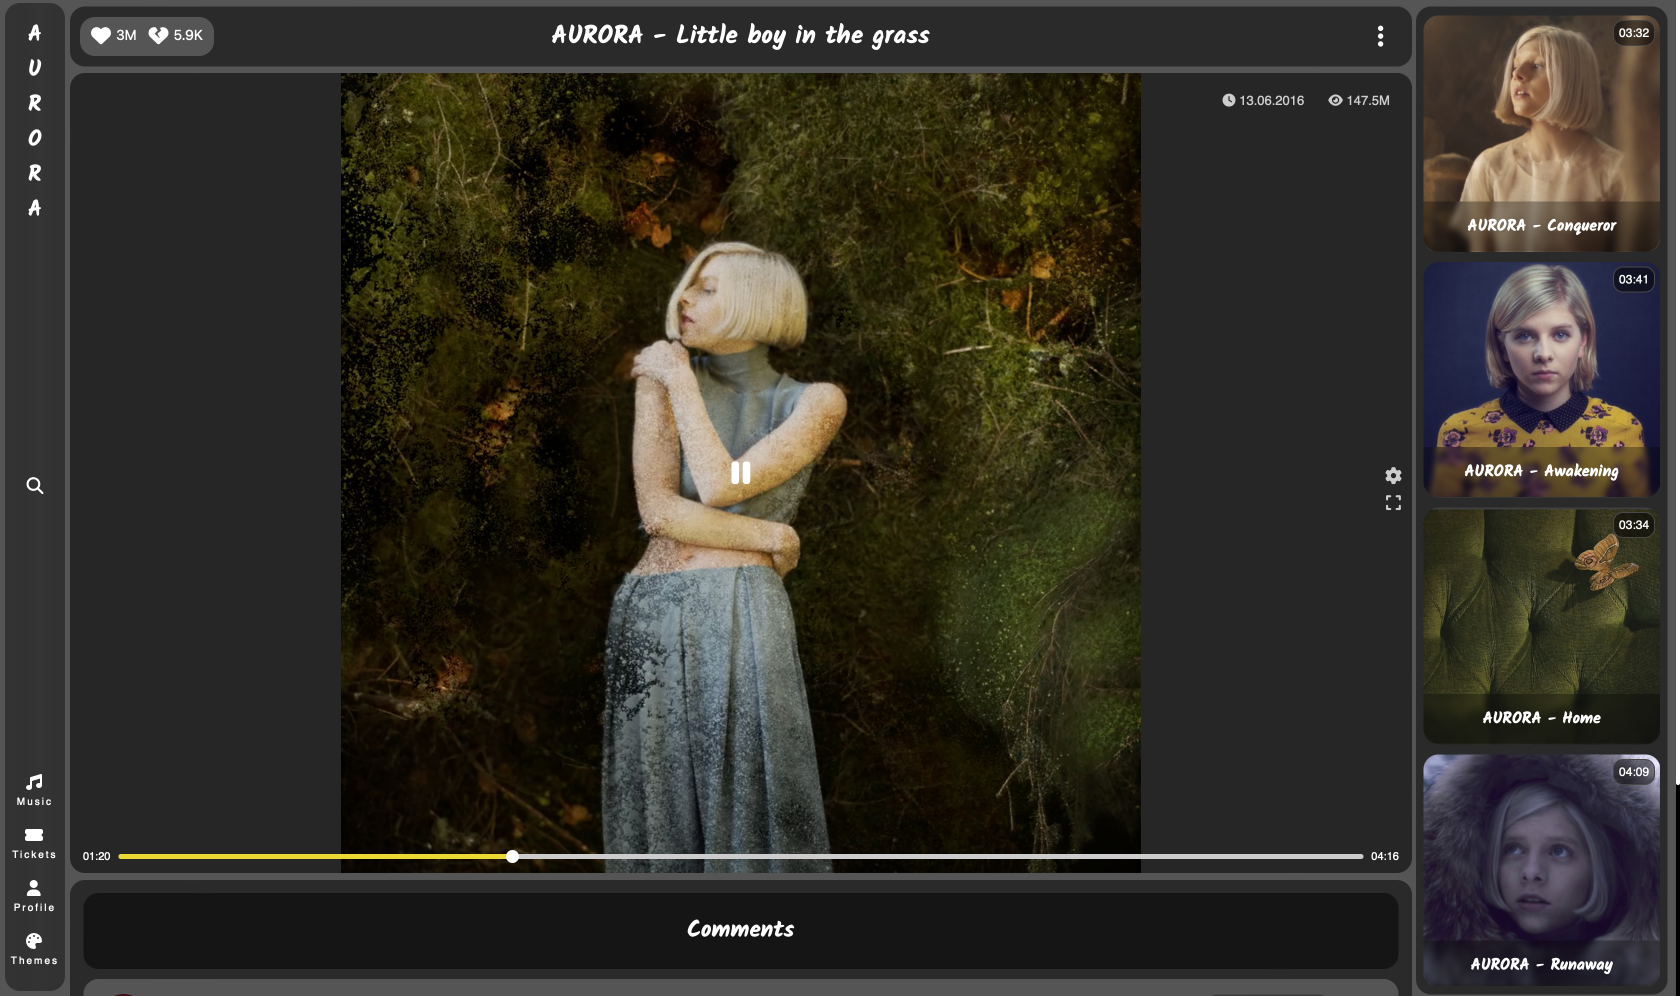 A
U
R
O
R
A
Music
Tickets
Profile
Themes
3M 5.9K
AURORA - Little boy in the grass
13.06.2016 147.5M
01:20
04:16
Comments
03:32
AURORA - Conqueror
03:41
AURORA - Awakening
03:34
AURORA - Home
04:09
AURORA - Runaway